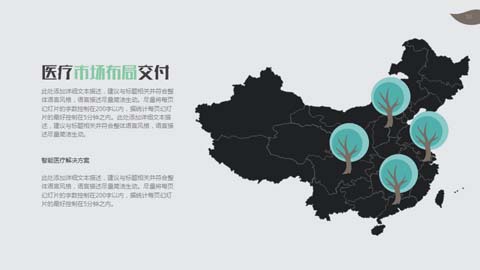 医疗市场布局交付
此处添加详细文本描述，建议与标题相关并符合整
体语言风格，语言描述尽量简洁生动。尽量将每页
幻灯片的字数控制在200字以内，据统计每页幻灯
片的最好控制在5分钟之内。此处添加详细文本描
述，建议与标题相关并符合整体语言风格，语言描
述尽量简洁生动。
智能医疗解决方案
此处添加详细文本描述，建议与标题相关并符合整
体语言风格，语言描述尽量简洁生动。尽量将每页
幻灯片的字数控制在200字以内，据统计每页幻灯
片的最好控制在5分钟之内。